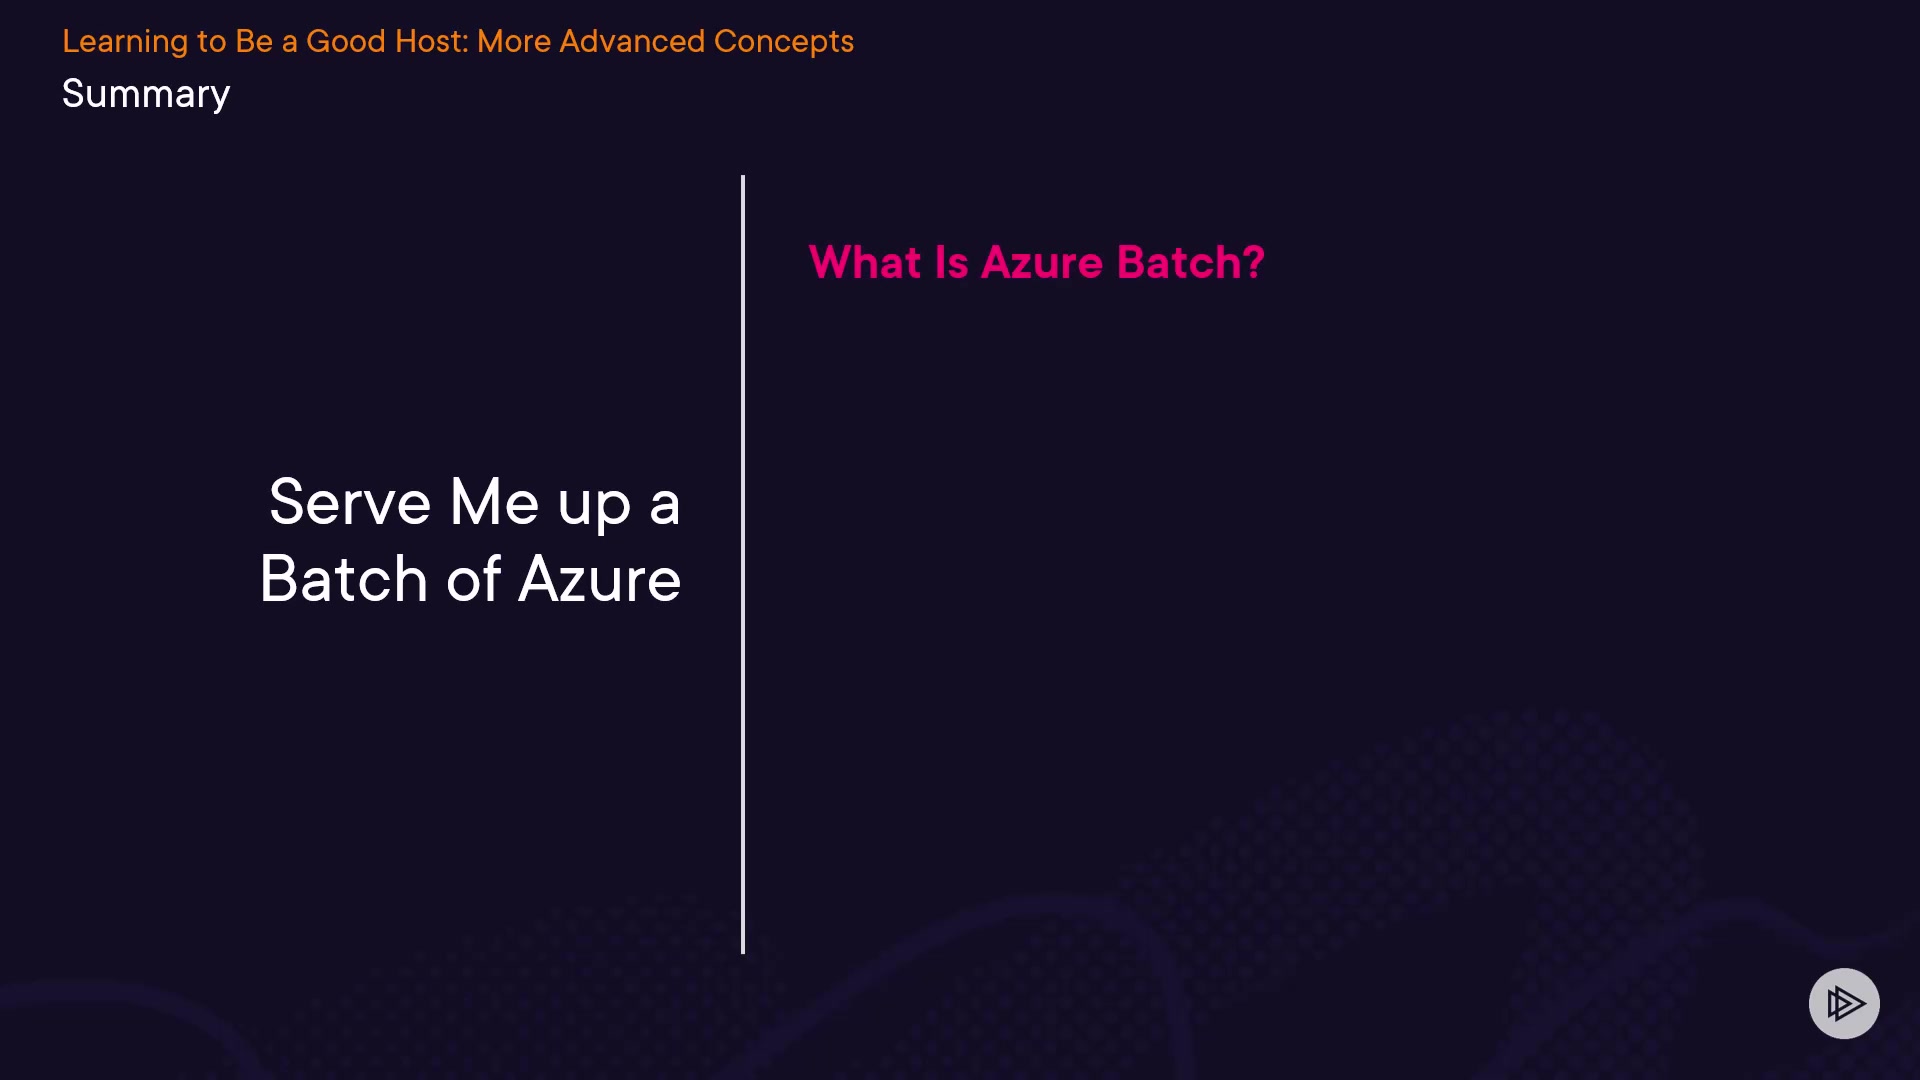 Learning to Be a Good Host: More Advanced Concepts
Summary
Serve Me up a
Batch of Azure
What Is Azure Batch?